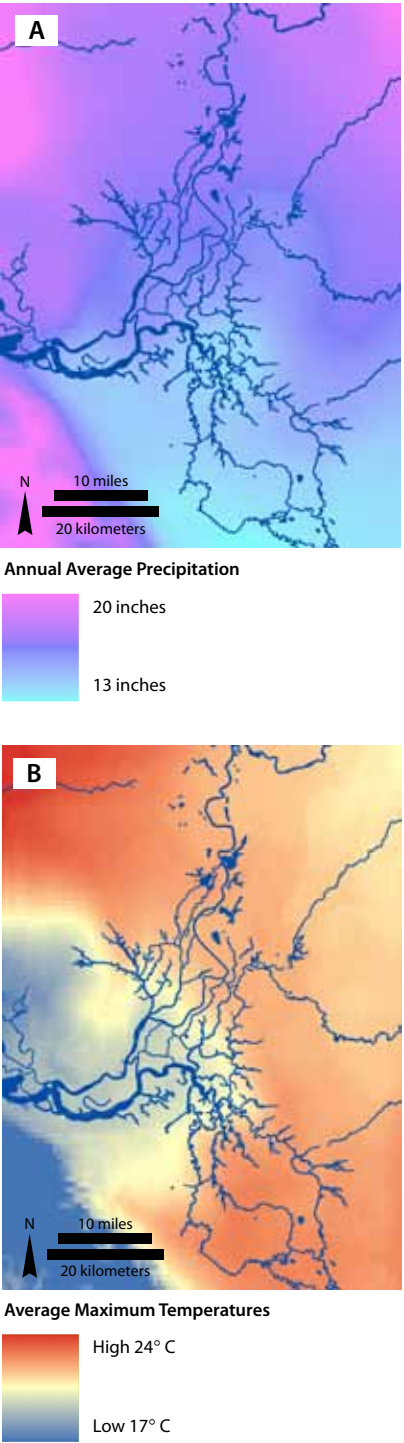 A
N
10 miles
20 kilometers
Annual Average Precipitation
20 inches
13 inches
B
N
10 miles
20 kilometers
Average Maximum Temperatures
High 24° C
Low 17° C